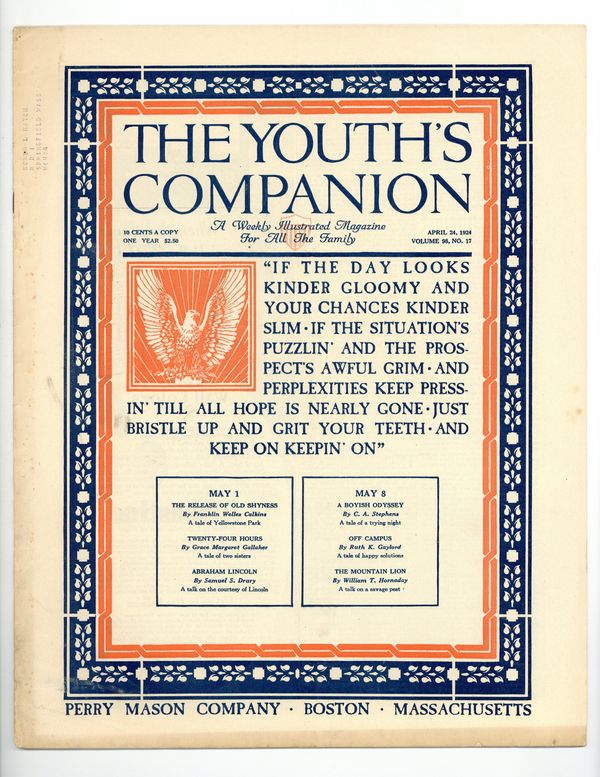 THE YOUTH'S
COMPANION
10 CENTS A COPY
ONE YEAR $2.50
A Weekly Illustrated Magazine
For All The Family
APRIL 24, 1924
VOLUME 98, NO. 17
"IF THE DAY LOOKS
KINDER GLOOMY AND
YOUR CHANCES KINDER
SLIM · IF THE SITUATION'S
PUZZLIN' AND THE PROS-
PECT'S AWFUL GRIM · AND
PERPLEXITIES KEEP PRESS-
IN' TILL ALL HOPE IS NEARLY GONE · JUST
BRISTLE UP AND GRIT YOUR TEETH · AND
KEEP ON KEEPIN' ON"
MAY 1
THE RELEASE OF OLD SHYNESS
By Franklin Welles Calkins
A tale of Yellowstone Park
TWENTY-FOUR HOURS
By Grace Margaret Gallaher
A tale of two sisters
ABRAHAM LINCOLN
By Samuel S. Drury
A talk on the courtesy of Lincoln
MAY 8
A BOYISH ODYSSEY
By C. A. Stephens
A tale of a trying night
OFF CAMPUS
By Ruth K. Gaylord
A tale of happy solutions
THE MOUNTAIN LION
By William T. Hornaday
A talk on a savage pest
PERRY MASON COMPANY · BOSTON · MASSACHUSETTS
SPRINGFIELD MASS